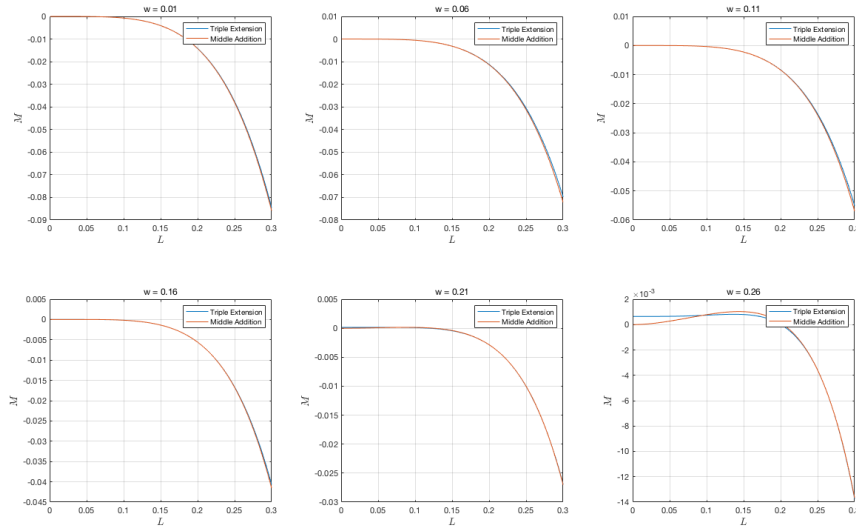 w = 0.01
0
-0.01
-0.02
-0.03
-0.04
-0.05
-0.06
-0.07
-0.08
-0.09
ℳ
Triple Extension
Middle Addition
0 0.05 0.1 0.15 0.2 0.25 0.3
L
w = 0.06
0.01
0
-0.01
-0.02
-0.03
-0.04
-0.05
-0.06
-0.07
-0.08
ℳ
Triple Extension
Middle Addition
0 0.05 0.1 0.15 0.2 0.25 0.3
L
w = 0.11
0.01
0
-0.01
-0.02
-0.03
-0.04
-0.05
-0.06
ℳ
Triple Extension
Middle Addition
0 0.05 0.1 0.15 0.2 0.25 0.3
L
w = 0.16
0.005
0
-0.005
-0.01
-0.015
-0.02
-0.025
-0.03
-0.035
-0.04
-0.045
ℳ
Triple Extension
Middle Addition
0 0.05 0.1 0.15 0.2 0.25 0.3
L
w = 0.21
0.005
0
-0.005
-0.01
-0.015
-0.02
-0.025
-0.03
ℳ
Triple Extension
Middle Addition
0 0.05 0.1 0.15 0.2 0.25 0.3
L
w = 0.26
× 10⁻³
2
0
-2
-4
-6
-8
-10
-12
-14
ℳ
Triple Extension
Middle Addition
0 0.05 0.1 0.15 0.2 0.25 0.3
L